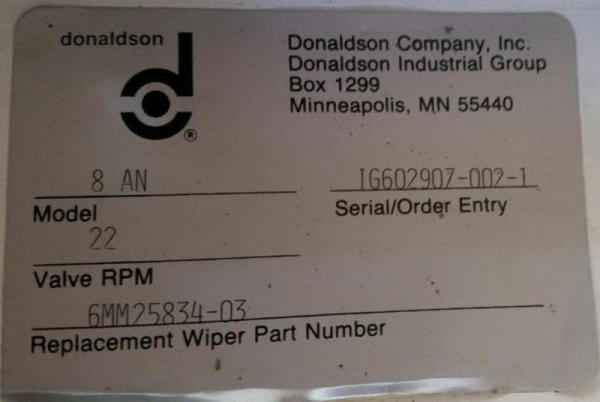 donaldson
®
Donaldson Company, Inc.
Donaldson Industrial Group
Box 1299
Minneapolis, MN 55440
8 AN
Model
IG602907-002-1
Serial/Order Entry
22
Valve RPM
6MM25834-03
Replacement Wiper Part Number